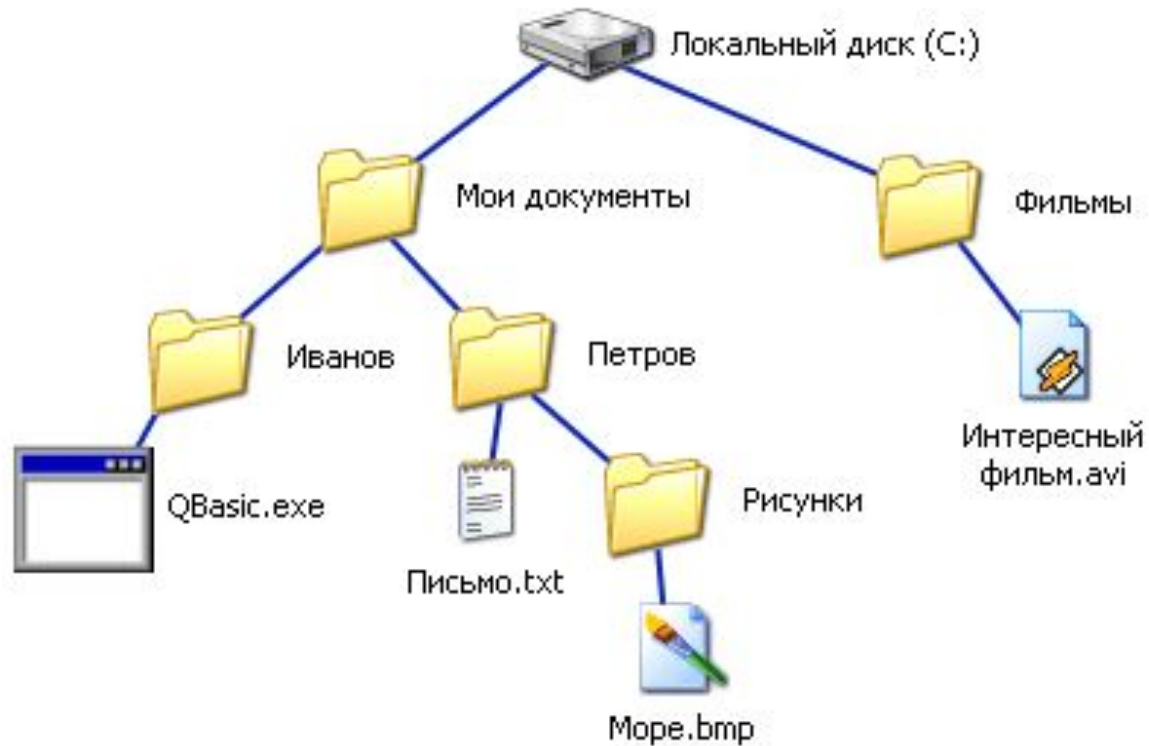 Локальный диск (C:)
Мои документы
Фильмы
Иванов
Петров
Интересный
фильм.avi
QBasic.exe
Рисунки
Письмо.txt
Море.bmp